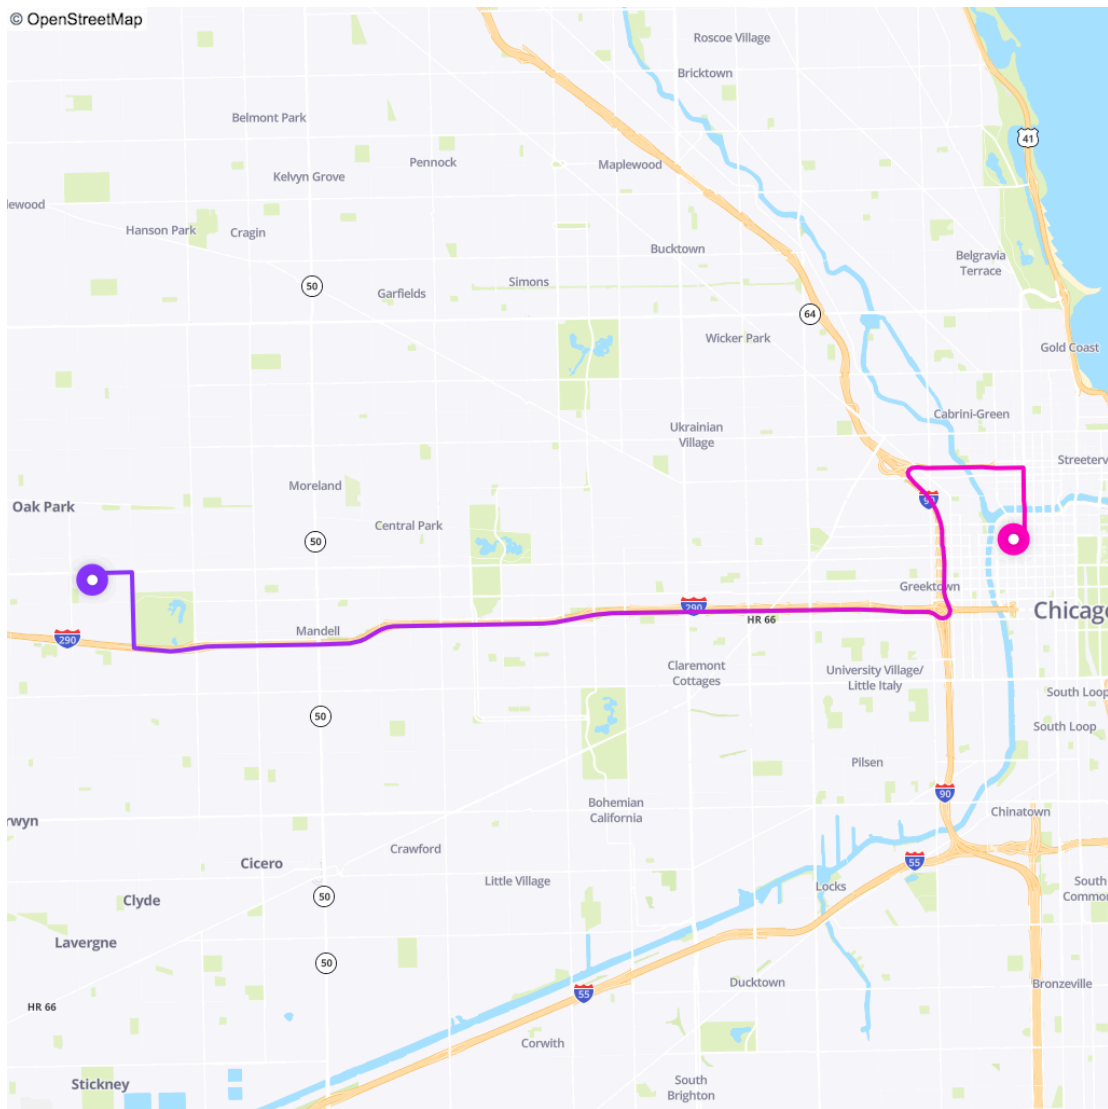 © OpenStreetMap
Roscoe Village
Bricktown
Belmont Park
41
Pennock
Maplewood
Kelvyn Grove
lewood
Hanson Park
Cragin
Bucktown
Belgravia
Terrace
50
Garfields
Simons
64
Wicker Park
Gold Coast
Cabrini-Green
Ukrainian
Village
Streeterv
Moreland
Oak Park
Central Park
50
Greektown
290
Chicago
HR 66
290
Mandell
Claremont
Cottages
University Village/
Little Italy
South Loop
50
South Loop
Pilsen
90
Bohemian
California
Chinatown
rwyn
Crawford
Cicero
55
Little Village
Locks
South
Common
50
Clyde
Lavergne
50
Ducktown
Bronzeville
55
HR 66
Corwith
Stickney
South
Brighton